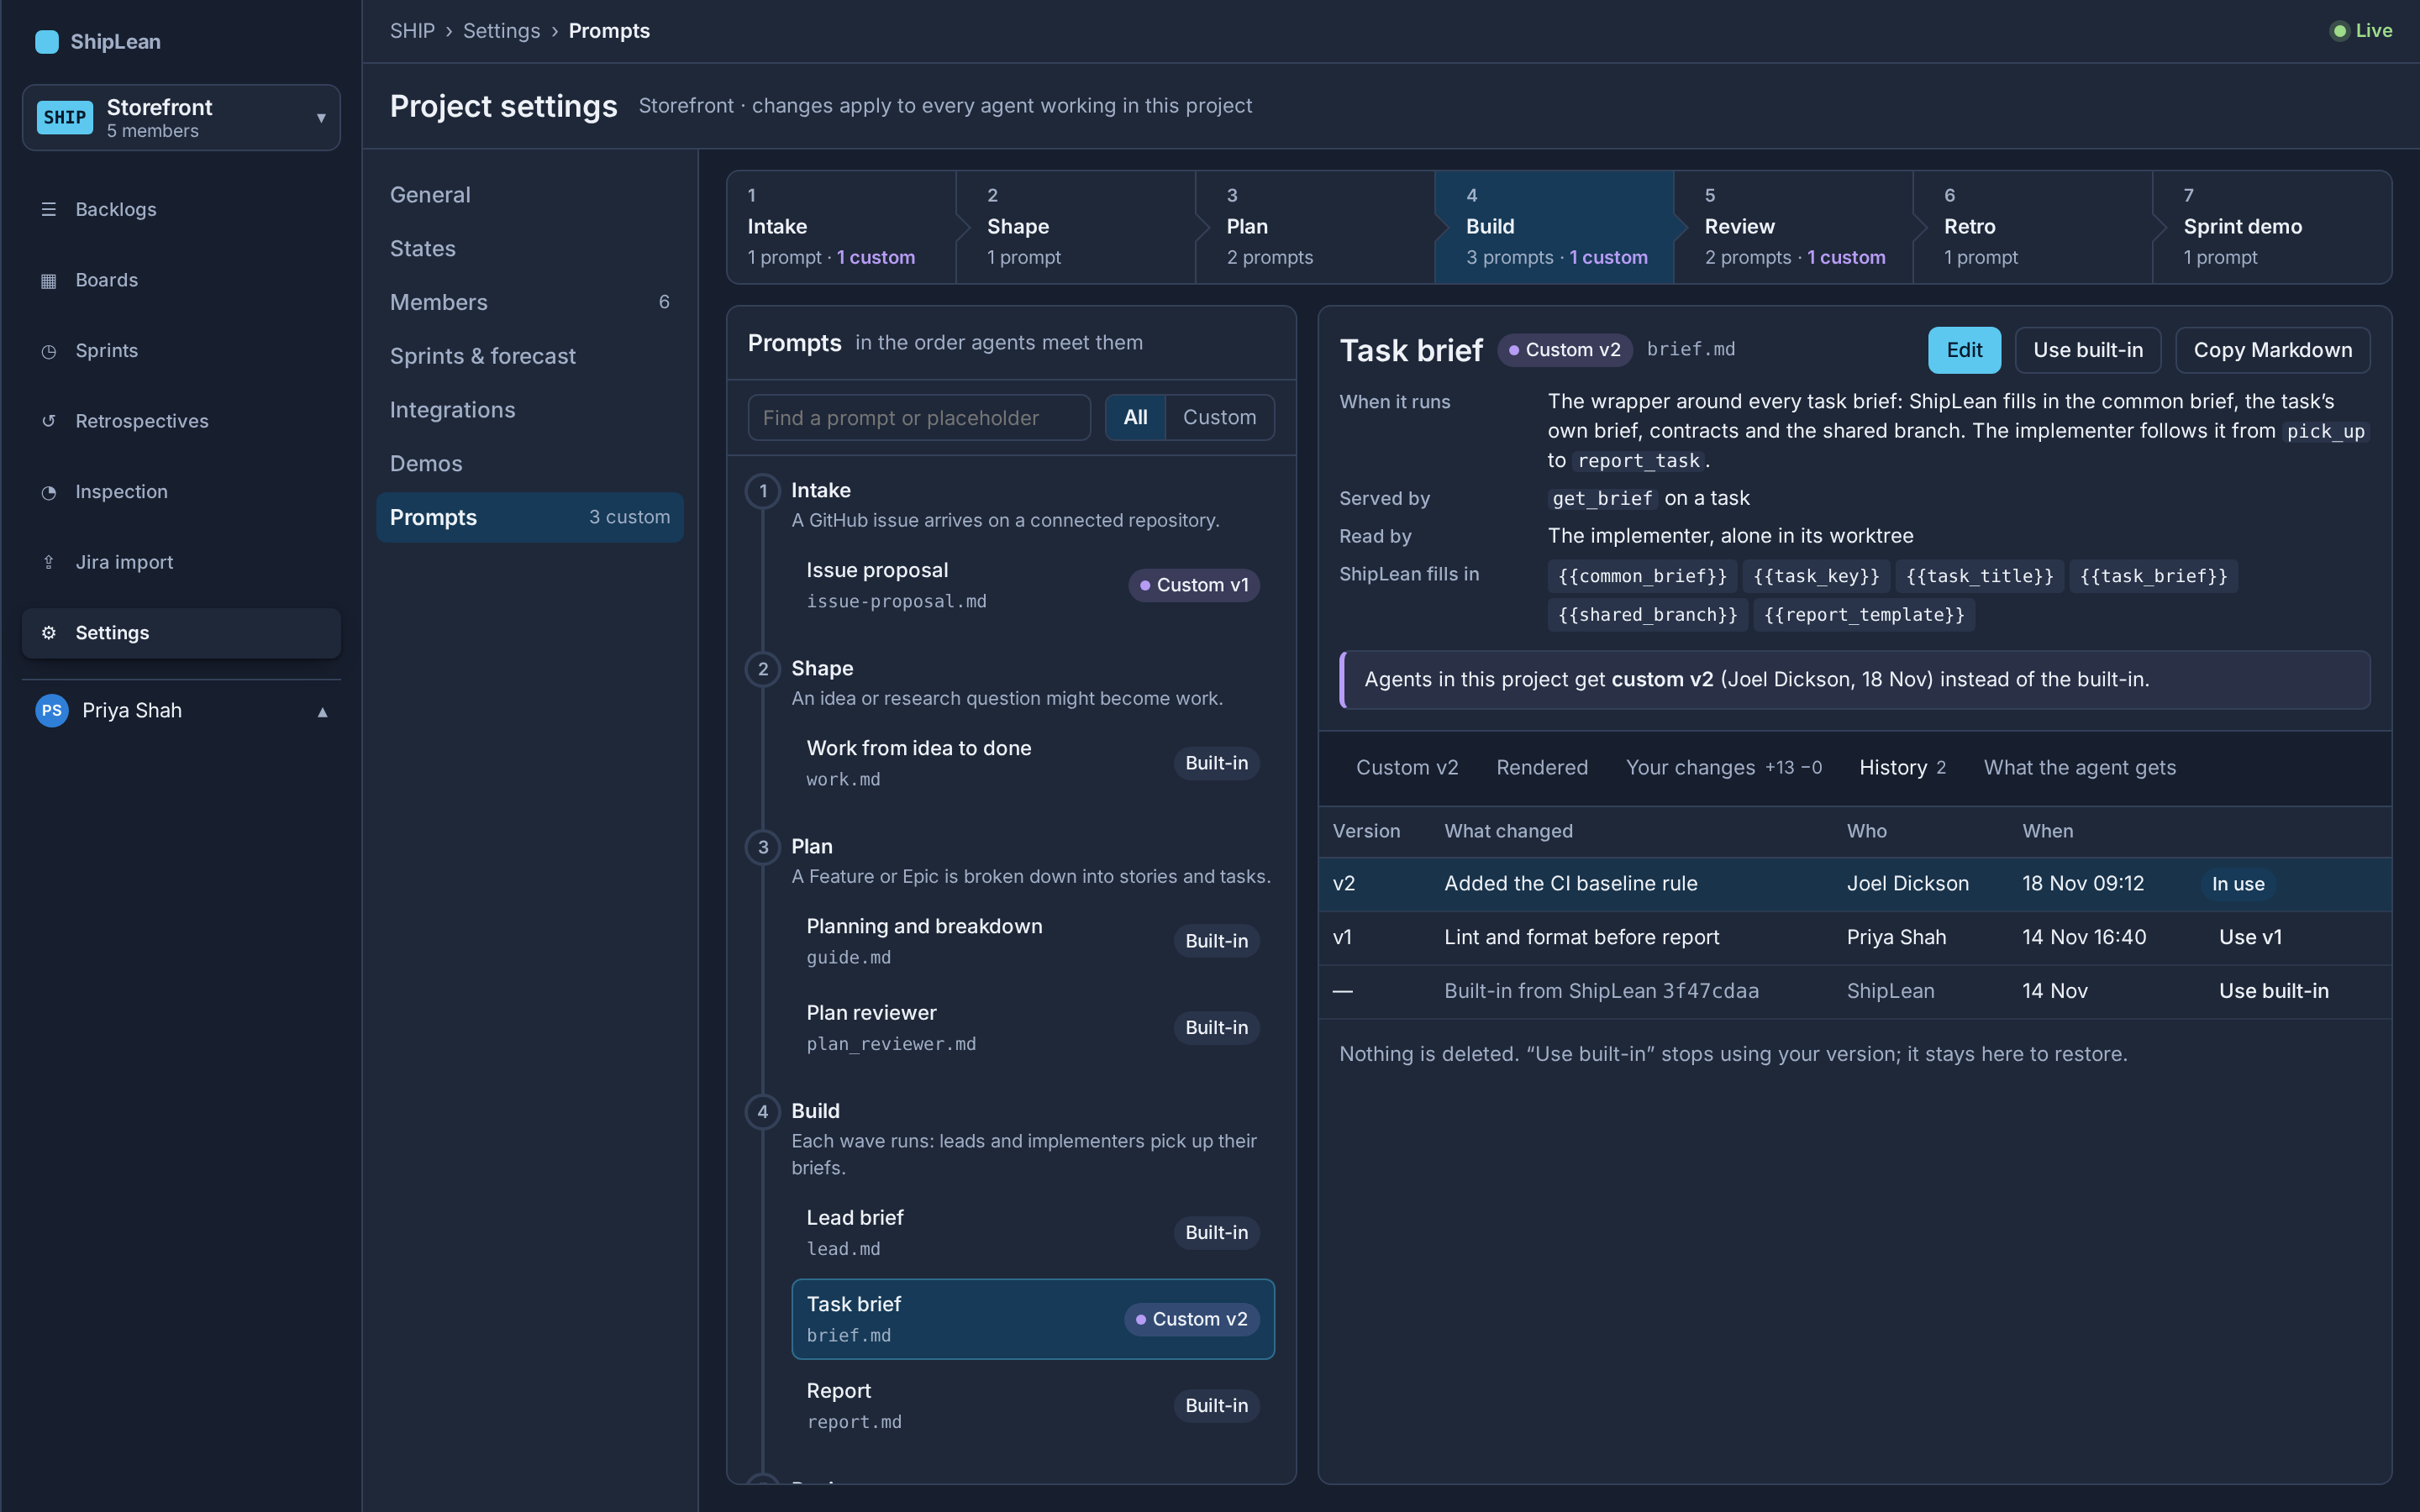 ShipLean
SHIP
Storefront
5 members
Backlogs
Boards
Sprints
Retrospectives
Inspection
Jira import
Settings
PS
Priya Shah
SHIP › Settings › Prompts
Live
Project settings
Storefront · changes apply to every agent working in this project
General
States
Members 6
Sprints & forecast
Integrations
Demos
Prompts 3 custom
1
Intake
1 prompt · 1 custom
2
Shape
1 prompt
3
Plan
2 prompts
4
Build
3 prompts · 1 custom
5
Review
2 prompts · 1 custom
6
Retro
1 prompt
7
Sprint demo
1 prompt
Prompts in the order agents meet them
Find a prompt or placeholder
All
Custom
1 Intake
A GitHub issue arrives on a connected repository.
Issue proposal
issue-proposal.md
Custom v1
2 Shape
An idea or research question might become work.
Work from idea to done
work.md
Built-in
3 Plan
A Feature or Epic is broken down into stories and tasks.
Planning and breakdown
guide.md
Built-in
Plan reviewer
plan_reviewer.md
Built-in
4 Build
Each wave runs: leads and implementers pick up their
briefs.
Lead brief
lead.md
Built-in
Task brief
brief.md
Custom v2
Report
report.md
Built-in
Task brief Custom v2 brief.md
Edit
Use built-in
Copy Markdown
When it runs
The wrapper around every task brief: ShipLean fills in the common brief, the task’s
own brief, contracts and the shared branch. The implementer follows it from pick_up
to report_task.
Served by
get_brief on a task
Read by
The implementer, alone in its worktree
ShipLean fills in
{{common_brief}} {{task_key}} {{task_title}} {{task_brief}}
{{shared_branch}} {{report_template}}
Agents in this project get custom v2 (Joel Dickson, 18 Nov) instead of the built-in.
Custom v2 Rendered Your changes +13 −0 History 2 What the agent gets
Version What changed Who When
v2 Added the CI baseline rule Joel Dickson 18 Nov 09:12 In use
v1 Lint and format before report Priya Shah 14 Nov 16:40 Use v1
— Built-in from ShipLean 3f47cdaa ShipLean 14 Nov Use built-in
Nothing is deleted. “Use built-in” stops using your version; it stays here to restore.